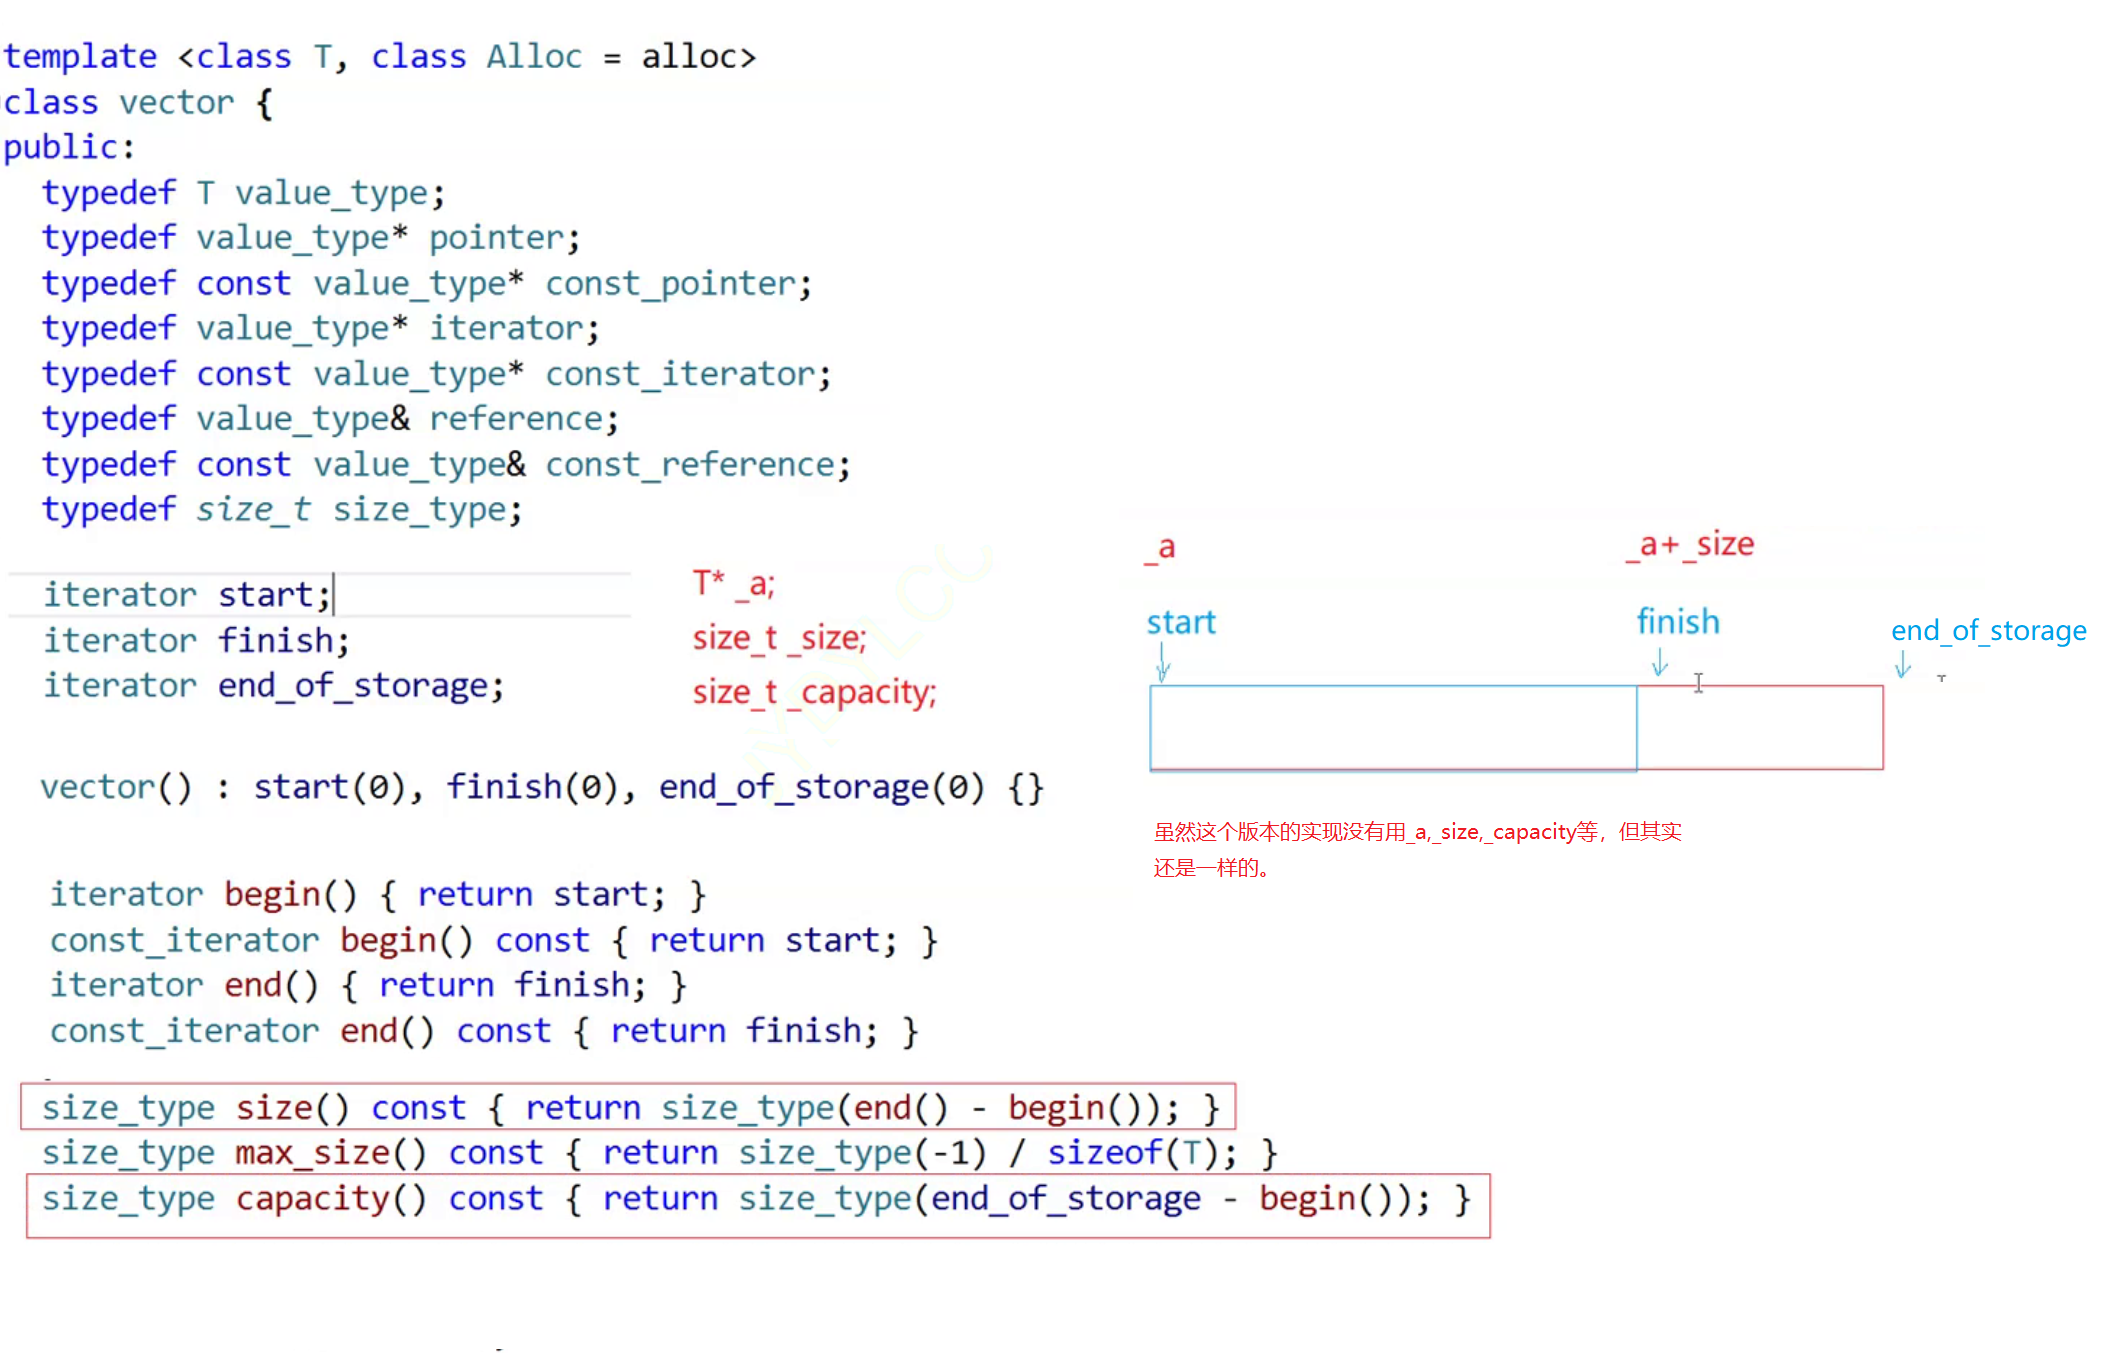 template <class T, class Alloc = alloc>
class vector {
public:
typedef T value_type;
typedef value_type* pointer;
typedef const value_type* const_pointer;
typedef value_type* iterator;
typedef const value_type* const_iterator;
typedef value_type& reference;
typedef const value_type& const_reference;
typedef size_t size_type;
iterator start;
iterator finish;
iterator end_of_storage;
T* _a;
size_t _size;
size_t _capacity;
_a
_a+_size
start
finish
end_of_storage
vector() : start(0), finish(0), end_of_storage(0) {}
虽然这个版本的实现没有用_a,_size,_capacity等，但其实
还是一样的。
iterator begin() { return start; }
const_iterator begin() const { return start; }
iterator end() { return finish; }
const_iterator end() const { return finish; }
size_type size() const { return size_type(end() - begin()); }
size_type max_size() const { return size_type(-1) / sizeof(T); }
size_type capacity() const { return size_type(end_of_storage - begin()); }